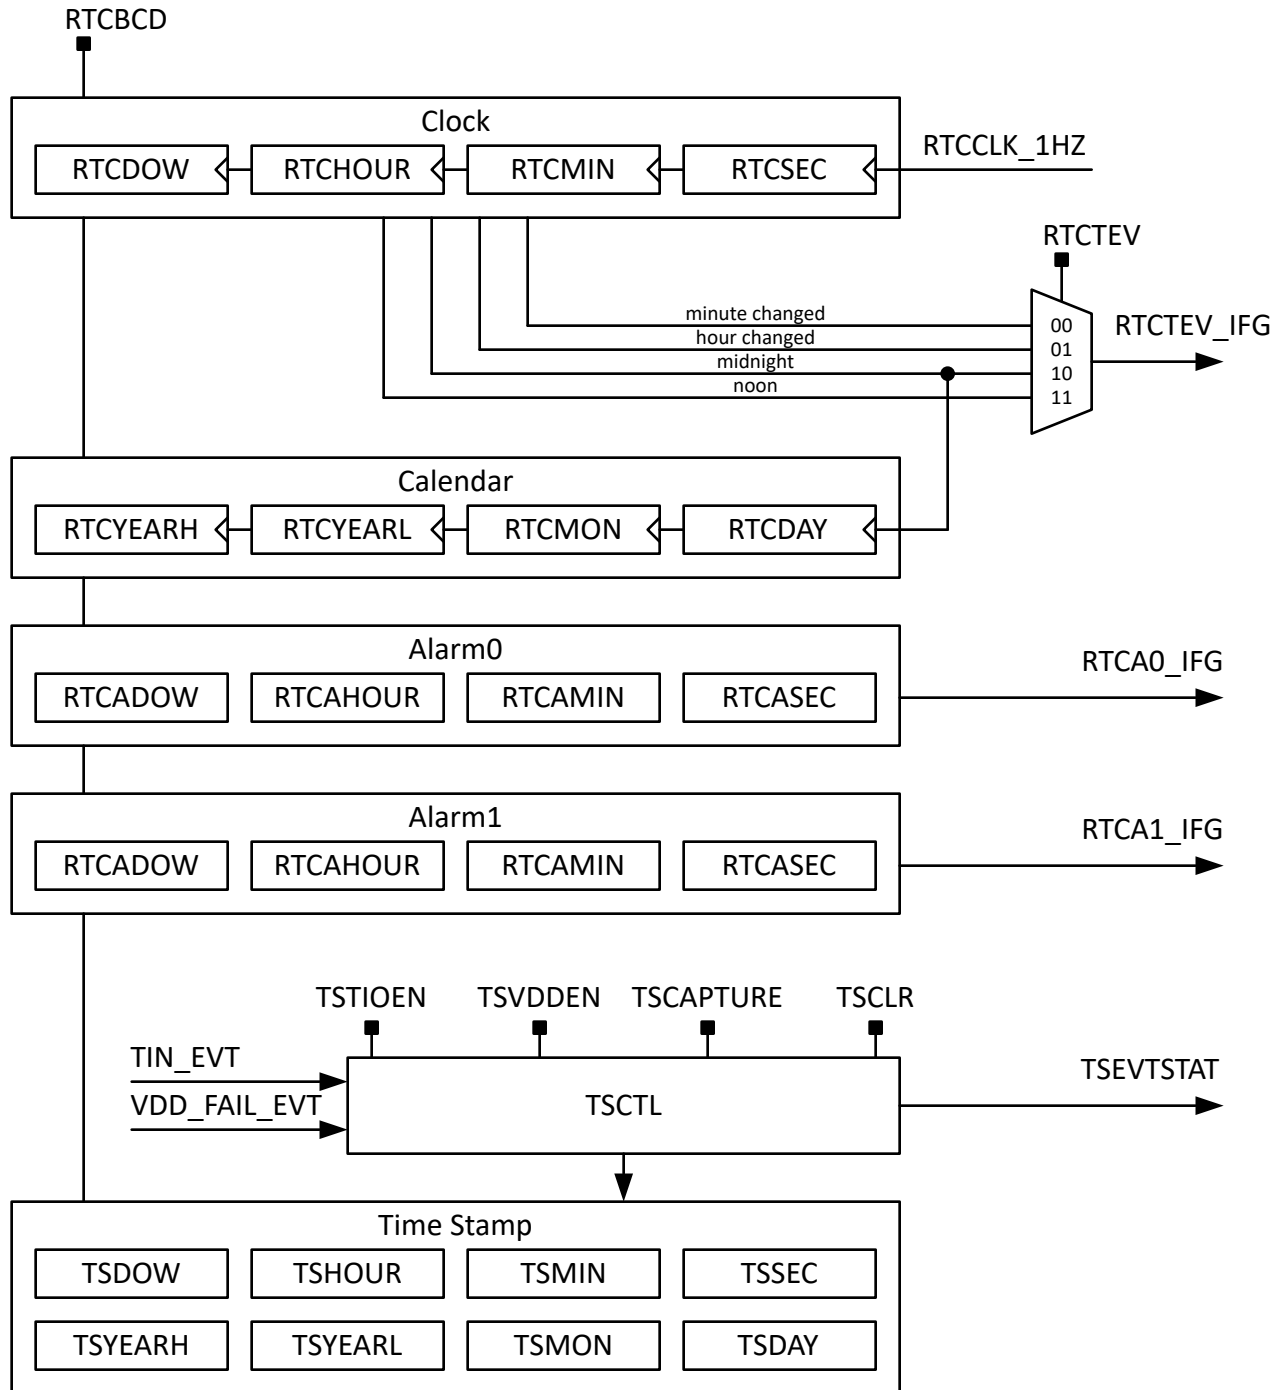 RTCBCD
Clock
RTCDOW RTCHOUR RTCMIN RTCSEC
RTCCLK_1HZ
RTCTEV
minute changed
hour changed
midnight
noon
00
01
10
11
RTCTEV_IFG
Calendar
RTCYEARH RTCYEARL RTCMON RTCDAY
Alarm0
RTCADOW RTCAHOUR RTCAMIN RTCASEC
RTCA0_IFG
Alarm1
RTCADOW RTCAHOUR RTCAMIN RTCASEC
RTCA1_IFG
TSTIOEN TSVDDEN TSCAPTURE TSCLR
TIN_EVT
VDD_FAIL_EVT
TSCTL
TSEVTSTAT
Time Stamp
TSDOW TSHOUR TSMIN TSSEC
TSYEARH TSYEARL TSMON TSDAY